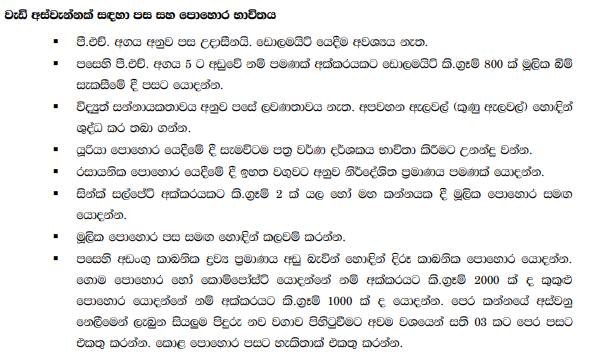 වැඩි අස්වැන්නක් සඳහා පස සහ පොහොර භාවිතය
▪ පී.එච්. අගය අනුව පස උදාසීනයි. ඩොලමයිට් යෙදීම අවශ්‍යය නැත.
▪ පසෙහි පී.එච්. අගය 5 ට අඩුවේ නම් පමණක් අක්කරයකට ඩොලමයිට් කි.ග්‍රෑම් 800 ක් මූලික බිම්
සැකසීමේ දී පසට යොදන්න.
▪ විද්‍යුත් සන්නායකතාවය අනුව පසේ ලවණතාවය නැත. අපවහන ඇලවල් (කුණු ඇලවල්) හොඳින්
ශුද්ධ කර තබා ගන්න.
▪ යූරියා පොහොර යෙදීමේ දී සැමවිටම පත්‍ර වර්ණ දර්ශකය භාවිතා කිරීමට උනන්දු වන්න.
▪ රසායනික පොහොර යෙදීමේ දී ඉහත වගුවට අනුව නිර්දේශිත ප්‍රමාණය පමණක් යොදන්න.
▪ සින්ක් සල්පේට් අක්කරයකට කි.ග්‍රෑම් 2 ක් යල හෝ මහ කන්නයක දී මූලික පොහොර සමඟ
යොදන්න.
▪ මූලික පොහොර පස සමඟ හොඳින් කලවම් කරන්න.
▪ පසෙහි අඩංගු කාබනික ද්‍රව්‍ය ප්‍රමාණය අඩු බැවින් හොඳින් දිරූ කාබනික පොහොර යොදන්න.
ගොම පොහොර හෝ කොම්පෝස්ට් යොදන්නේ නම් අක්කරයට කි.ග්‍රෑම් 2000 ක් ද කුකුළු
පොහොර යොදන්නේ නම් අක්කරයට කි.ග්‍රෑම් 1000 ක් ද යොදන්න. පෙර කන්නයේ අස්වනු
නෙලීමෙන් ලැබුන සියලුම පිදුරු නව වගාව පිහිටුවීමට අවම වශයෙන් සති 03 කට පෙර පසට
එකතු කරන්න. කොළ පොහොර පසට හැකිතාක් එකතු කරන්න.